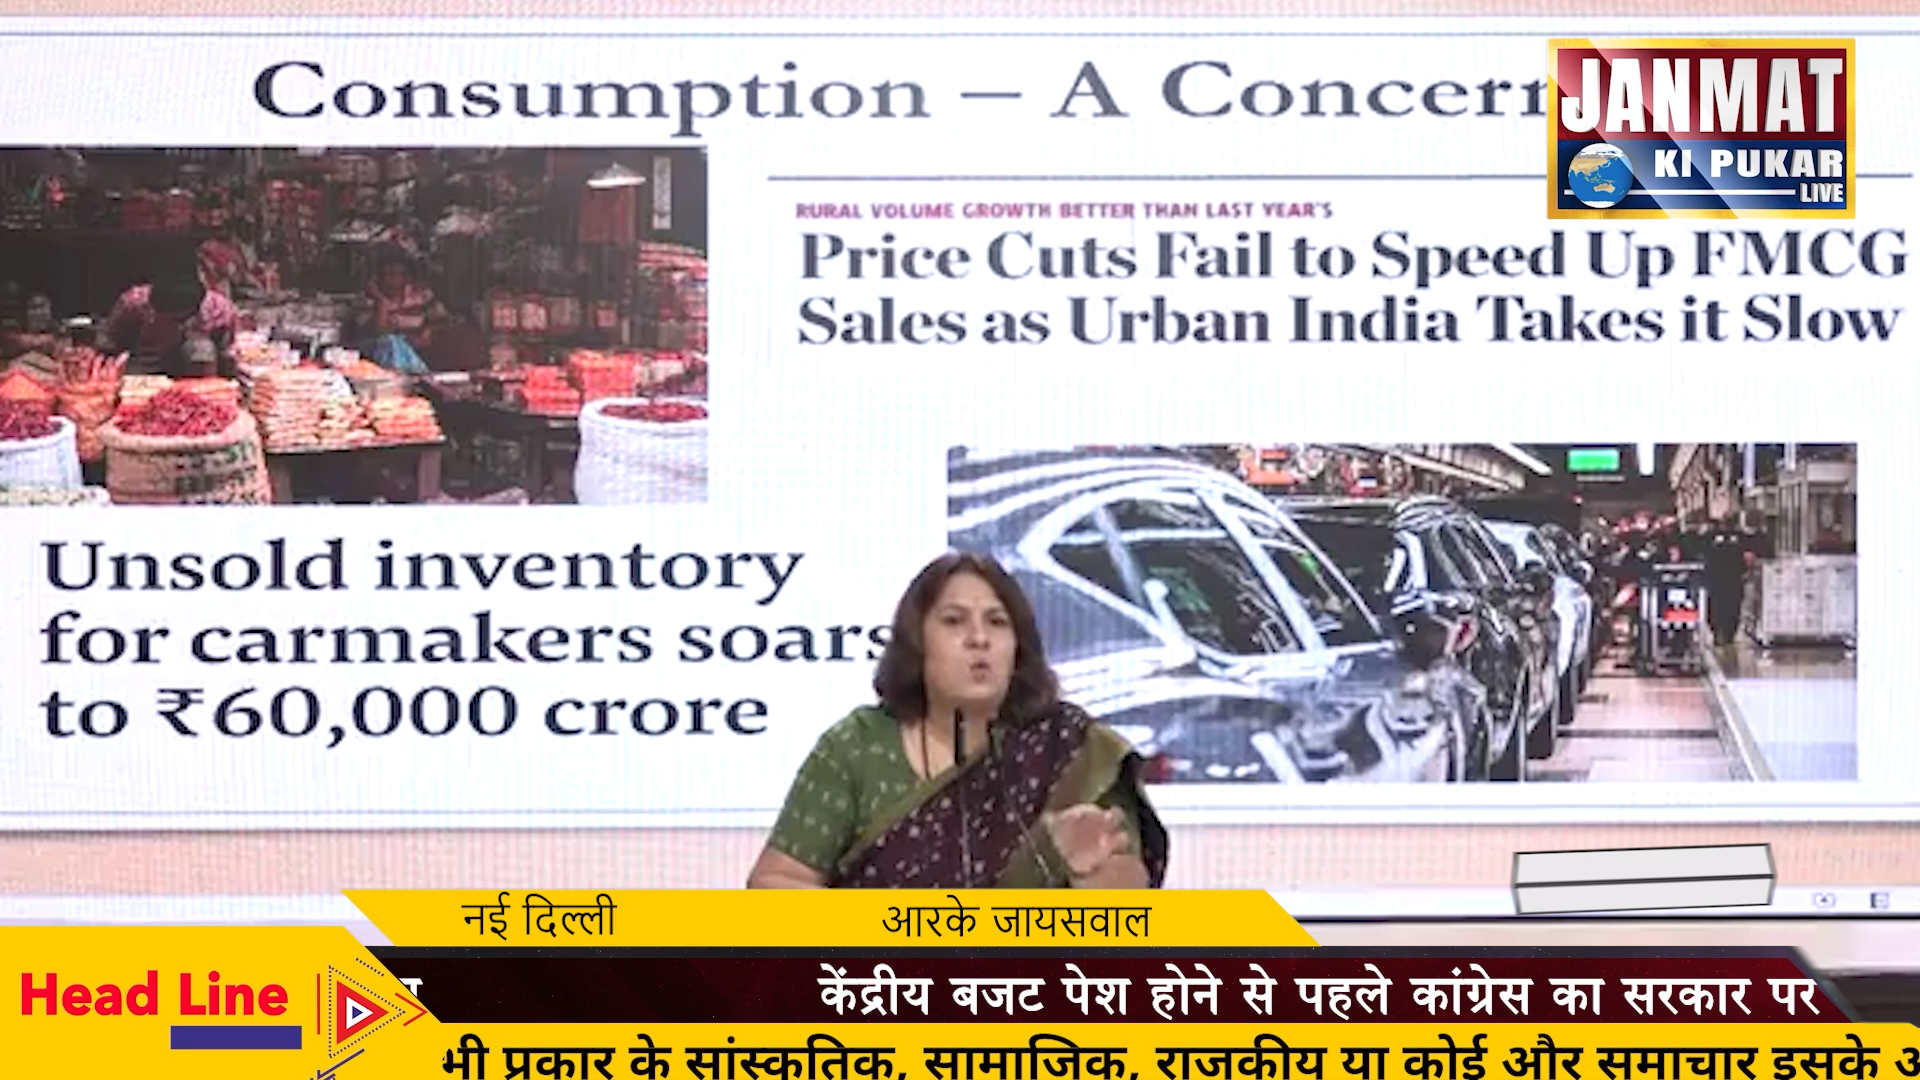 Consumption – A Concern
JANMAT
KI PUKAR
LIVE
RURAL VOLUME GROWTH BETTER THAN LAST YEAR'S
Price Cuts Fail to Speed Up FMCG
Sales as Urban India Takes it Slow
Unsold inventory
for carmakers soars
to ₹60,000 crore
नई दिल्ली
आरके जायसवाल
Head Line
केंद्रीय बजट पेश होने से पहले कांग्रेस का सरकार पर
प्रकार के सांस्कृतिक, सामाजिक, राजकीय या कोई और समाचार इसके